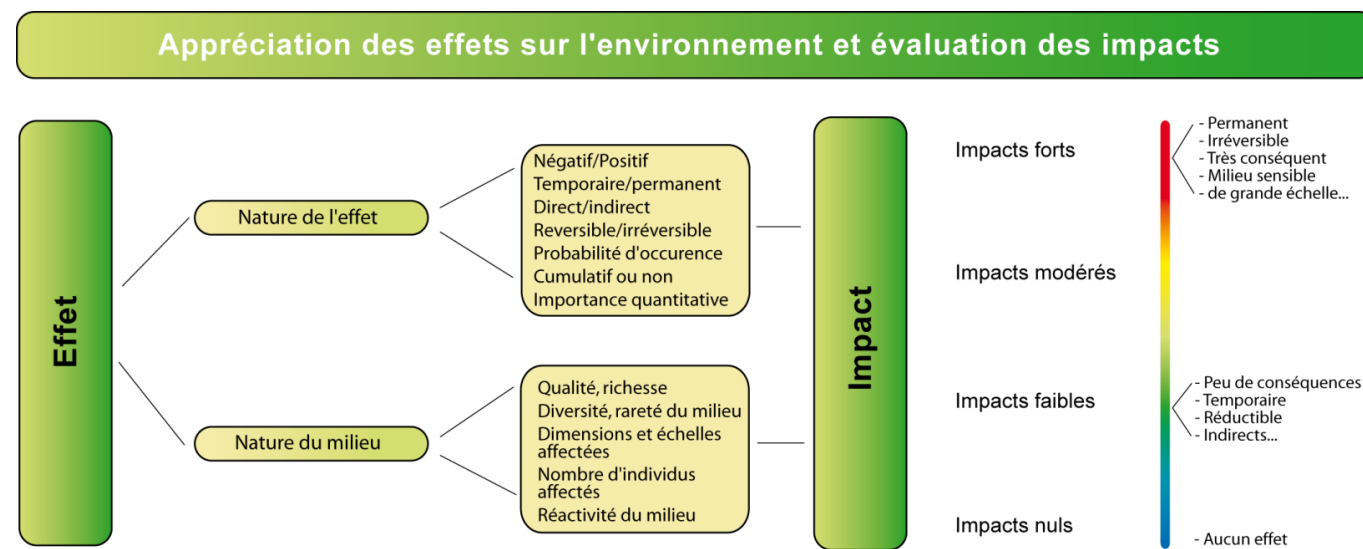 Appréciation des effets sur l'environnement et évaluation des impacts
Effet
Nature de l'effet
Négatif/Positif
Temporaire/permanent
Direct/indirect
Reversible/irréversible
Probabilité d'occurence
Cumulatif ou non
Importance quantitative
Nature du milieu
Qualité, richesse
Diversité, rareté du milieu
Dimensions et échelles
affectées
Nombre d'individus
affectés
Réactivité du milieu
Impact
Impacts forts
- Permanent
- Irréversible
- Très conséquent
- Milieu sensible
- de grande échelle...
Impacts modérés
Impacts faibles
- Peu de conséquences
- Temporaire
- Réductible
- Indirects...
Impacts nuls
- Aucun effet